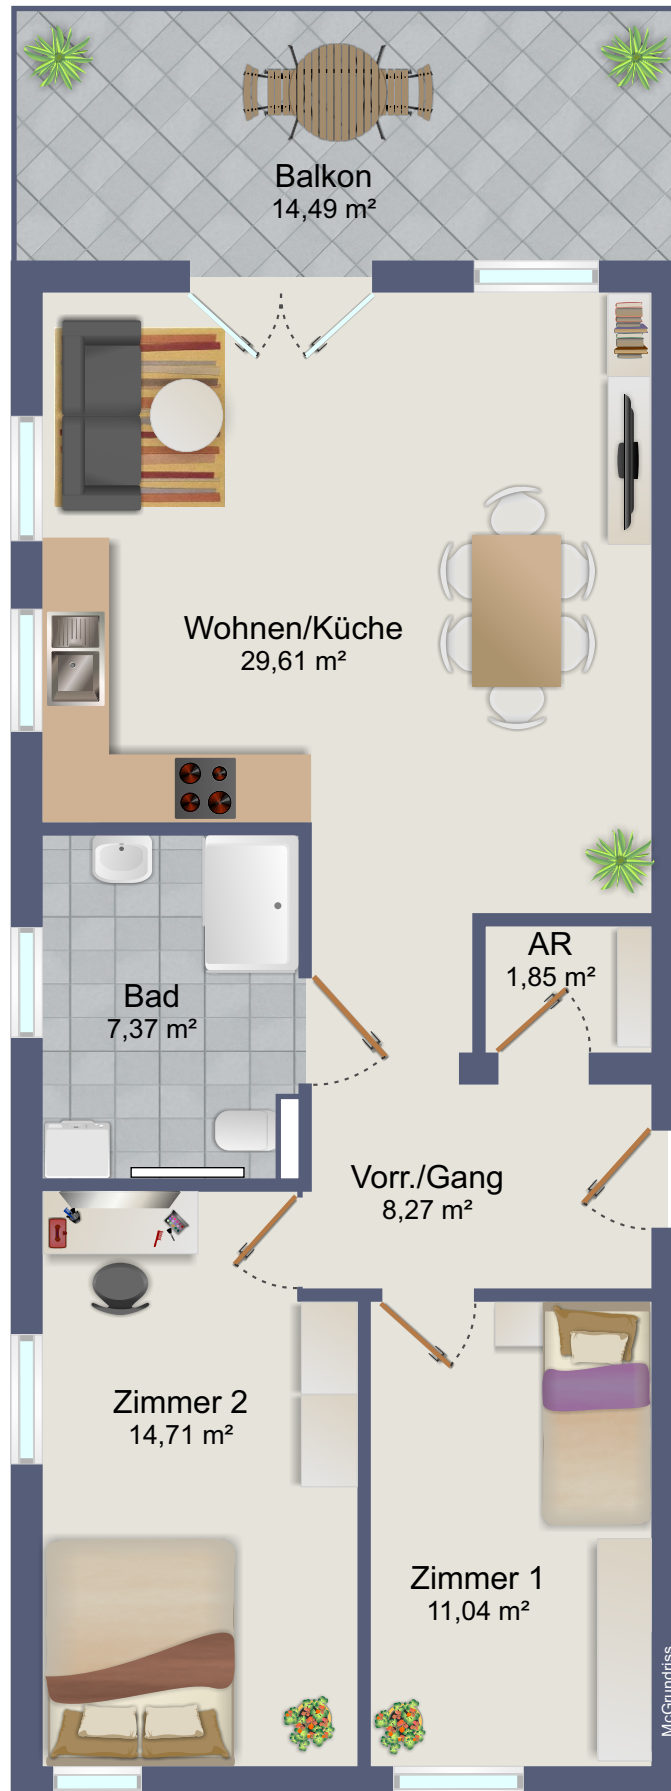 Balkon
14,49 m²
Wohnen/Küche
29,61 m²
AR
1,85 m²
Bad
7,37 m²
Vorr./Gang
8,27 m²
Zimmer 2
14,71 m²
Zimmer 1
11,04 m²
McGrundriss